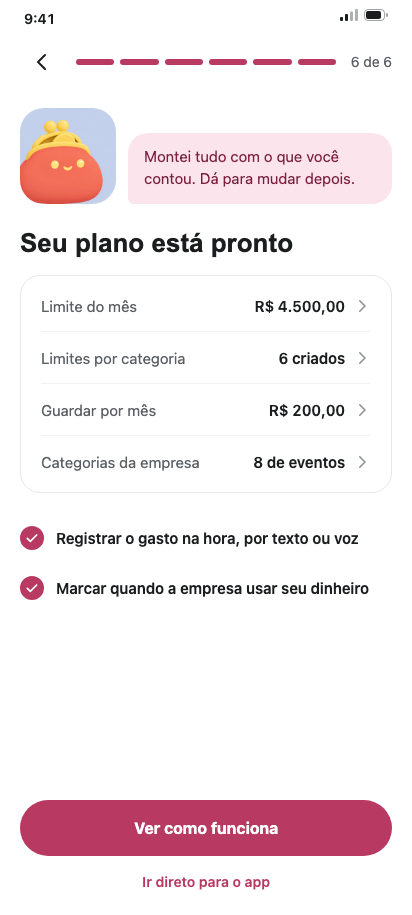 9:41
6 de 6
Montei tudo com o que você
contou. Dá para mudar depois.
Seu plano está pronto
Limite do mês R$ 4.500,00
Limites por categoria 6 criados
Guardar por mês R$ 200,00
Categorias da empresa 8 de eventos
Registrar o gasto na hora, por texto ou voz
Marcar quando a empresa usar seu dinheiro
Ver como funciona
Ir direto para o app